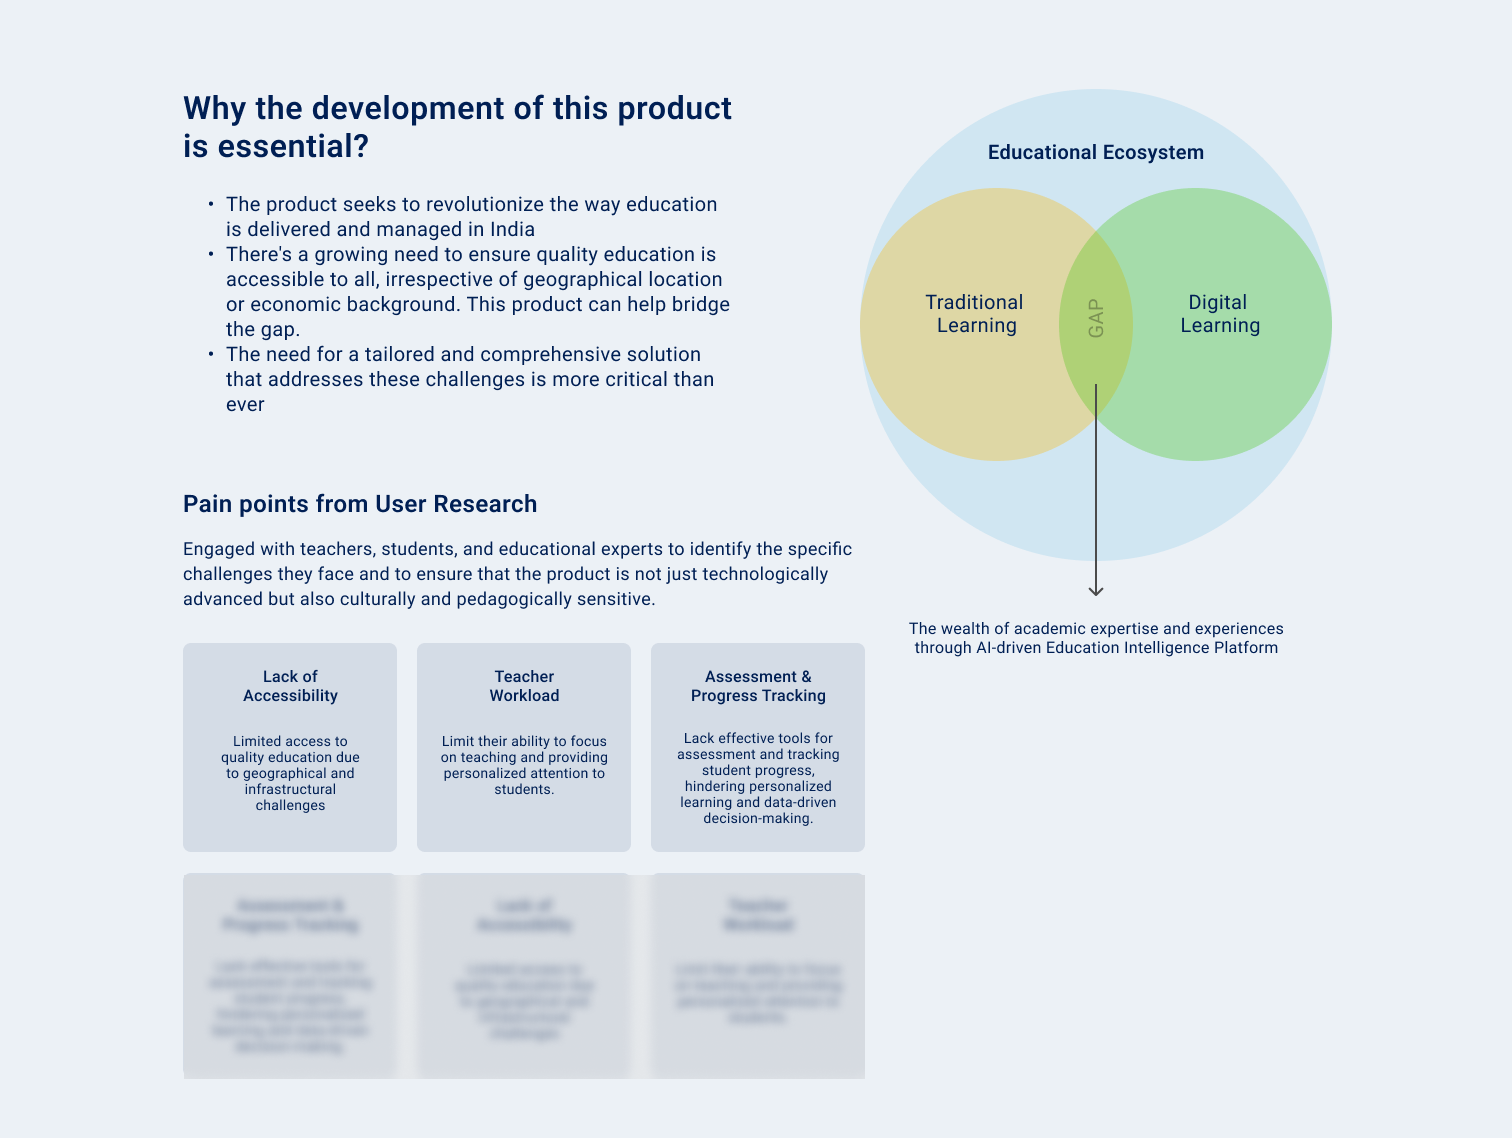 Why the development of this product
is essential?
• The product seeks to revolutionize the way education
is delivered and managed in India
• There's a growing need to ensure quality education is
accessible to all, irrespective of geographical location
or economic background. This product can help bridge
the gap.
• The need for a tailored and comprehensive solution
that addresses these challenges is more critical than
ever
Educational Ecosystem
Traditional
Learning
GAP
Digital
Learning
The wealth of academic expertise and experiences
through AI-driven Education Intelligence Platform
Pain points from User Research
Engaged with teachers, students, and educational experts to identify the specific
challenges they face and to ensure that the product is not just technologically
advanced but also culturally and pedagogically sensitive.
Lack of
Accessibility
Limited access to
quality education due
to geographical and
infrastructural
challenges
Teacher
Workload
Limit their ability to focus
on teaching and providing
personalized attention to
students.
Assessment &
Progress Tracking
Lack effective tools for
assessment and tracking
student progress,
hindering personalized
learning and data-driven
decision-making.
Assessment &
Progress Tracking
Lack of
Accessibility
Teacher
Workload